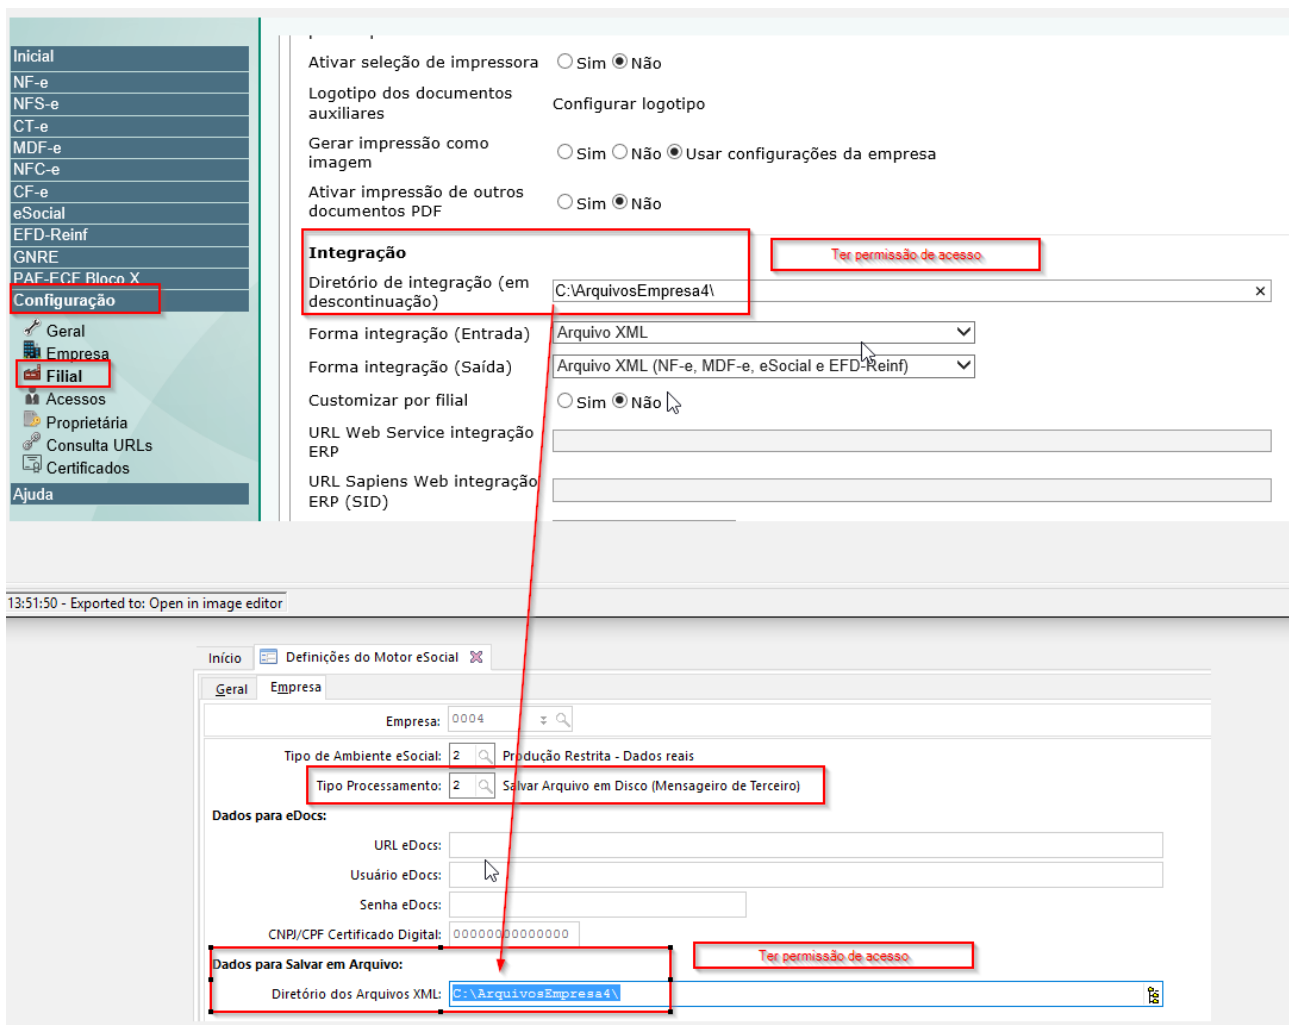 Inicial
NF-e
NFS-e
CT-e
MDF-e
NFC-e
CF-e
eSocial
EFD-Reinf
GNRE
PAF-ECF Bloco X
Configuração
Geral
Empresa
Filial
Acessos
Proprietária
Consulta URLs
Certificados
Ajuda
Ativar seleção de impressora Sim Não
Logotipo dos documentos
auxiliares
Configurar logotipo
Gerar impressão como
imagem
Sim Não Usar configurações da empresa
Ativar impressão de outros
documentos PDF
Sim Não
Integração
Ter permissão de acesso
Diretório de integração (em
descontinuação)
C:\ArquivosEmpresa4\
Forma integração (Entrada) Arquivo XML
Forma integração (Saída) Arquivo XML (NF-e, MDF-e, eSocial e EFD-Reinf)
Customizar por filial Sim Não
URL Web Service integração
ERP
URL Sapiens Web integração
ERP (SID)
13:51:50 - Exported to: Open in image editor
Início Definições do Motor eSocial
Geral Empresa
Empresa: 0004
Tipo de Ambiente eSocial: 2 Produção Restrita - Dados reais
Tipo Processamento: 2 Salvar Arquivo em Disco (Mensageiro de Terceiro)
Dados para eDocs:
URL eDocs:
Usuário eDocs:
Senha eDocs:
CNPJ/CPF Certificado Digital: 00000000000000
Dados para Salvar em Arquivo:
Ter permissão de acesso
Diretório dos Arquivos XML: C:\ArquivosEmpresa4\